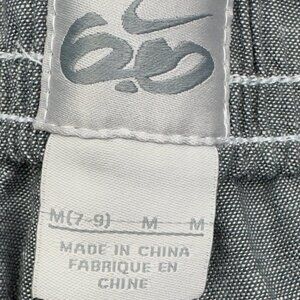 6.0
M(7-9) M M
MADE IN CHINA
FABRIQUE EN
CHINE